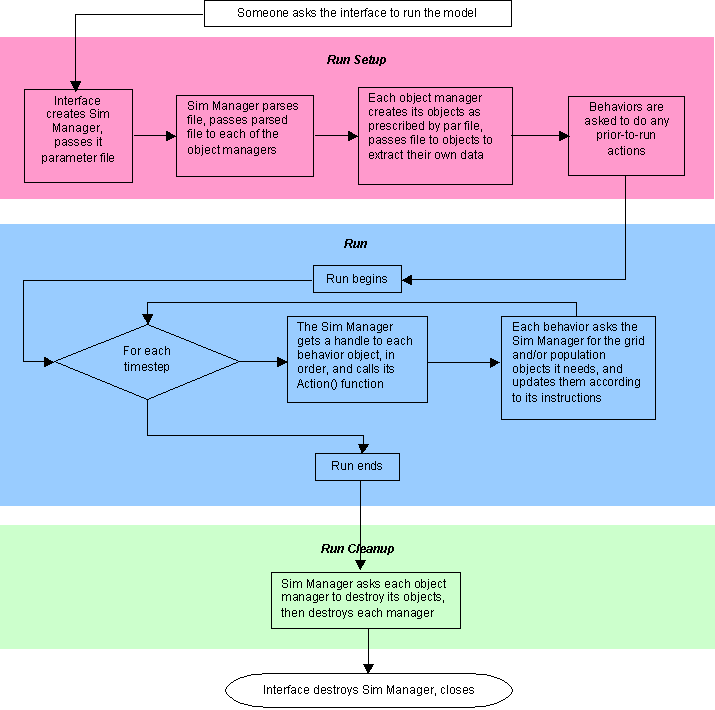 Someone asks the interface to run the model
Run Setup
Interface
creates Sim
Manager,
passes it
parameter file
Sim Manager parses
file, passes parsed
file to each of the
object managers
Each object manager
creates its objects as
prescribed by par file,
passes file to objects to
extract their own data
Behaviors are
asked to do any
prior-to-run
actions
Run
Run begins
For each
timestep
The Sim Manager
gets a handle to each
behavior object, in
order, and calls its
Action() function
Each behavior asks the
Sim Manager for the grid
and/or population
objects it needs, and
updates them according
to its instructions
Run ends
Run Cleanup
Sim Manager asks each object
manager to destroy its objects,
then destroys each manager
Interface destroys Sim Manager, closes